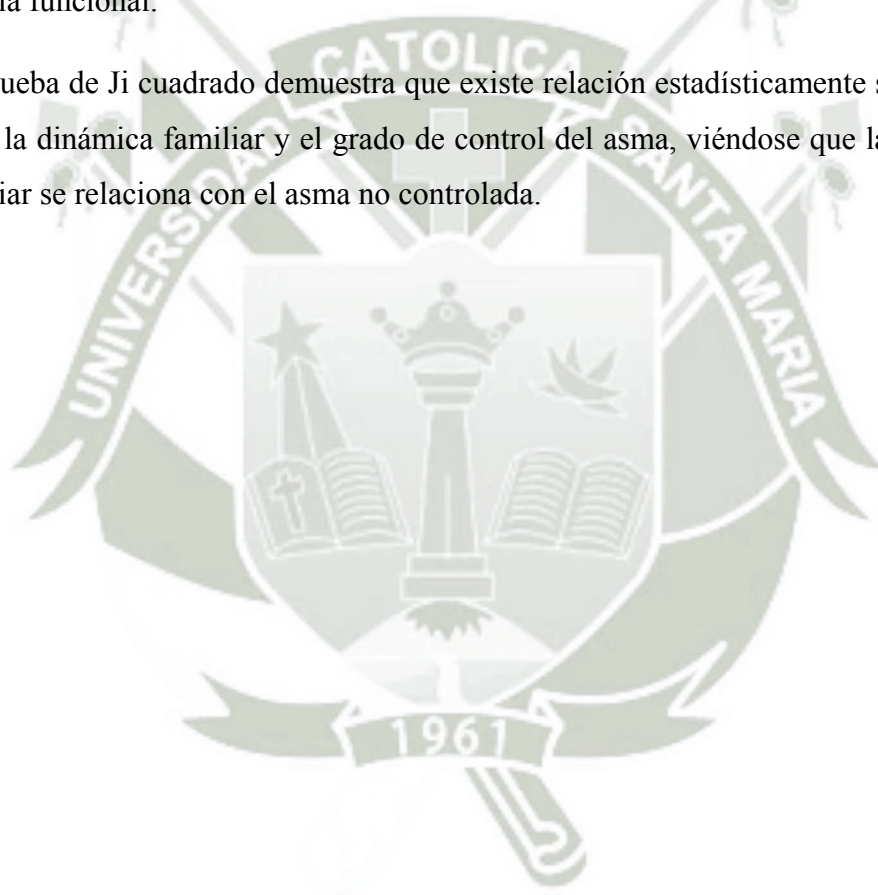 la funcional.
ueba de Ji cuadrado demuestra que existe relación estadísticamente s
la dinámica familiar y el grado de control del asma, viéndose que la
iar se relaciona con el asma no controlada.
UNIVERSIDAD CATOLICA SANTA MARIA
1961